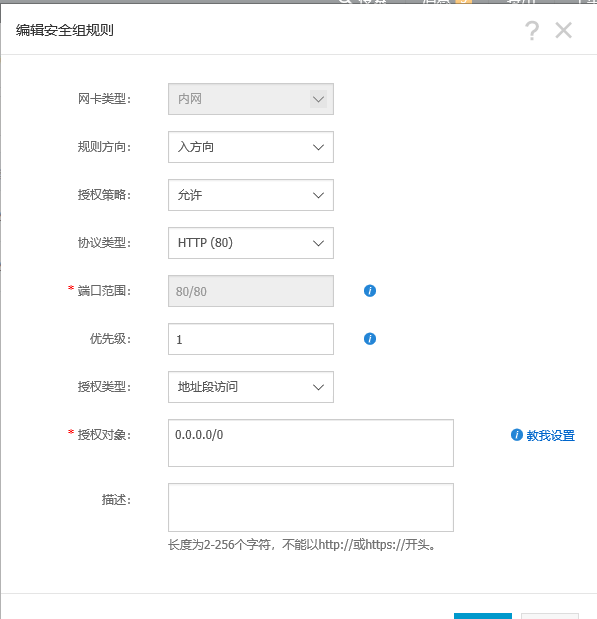 编辑安全组规则
网卡类型： 内网
规则方向： 入方向
授权策略： 允许
协议类型： HTTP (80)
* 端口范围： 80/80
优先级： 1
授权类型： 地址段访问
* 授权对象： 0.0.0.0/0 教我设置
描述：
长度为2-256个字符，不能以http://或https://开头。